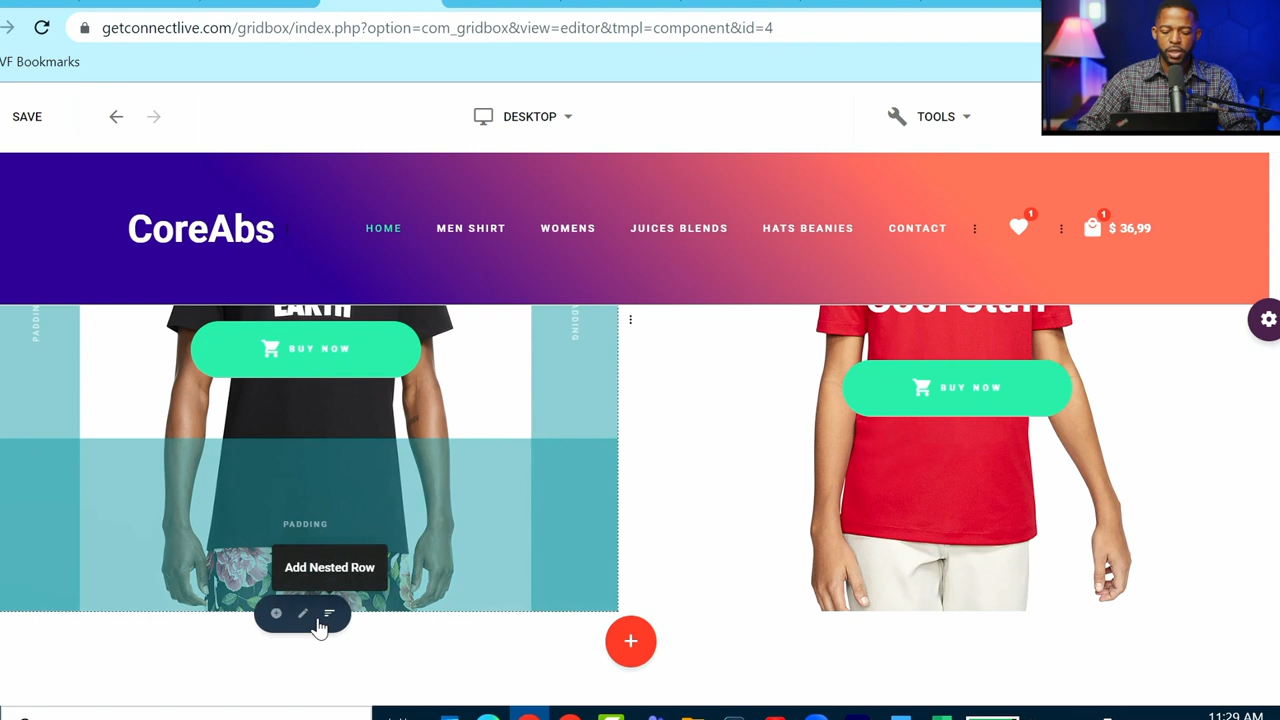 getconnectlive.com/gridbox/index.php?option=com_gridbox&view=editor&tmpl=component&id=4
VF Bookmarks
SAVE
DESKTOP
TOOLS
CoreAbs
HOME
MEN SHIRT
WOMENS
JUICES BLENDS
HATS BEANIES
CONTACT
1
1
$ 36,99
EARTH
Cool Stuff
PADDING
PADDING
BUY NOW
BUY NOW
PADDING
Add Nested Row
11:29 AM